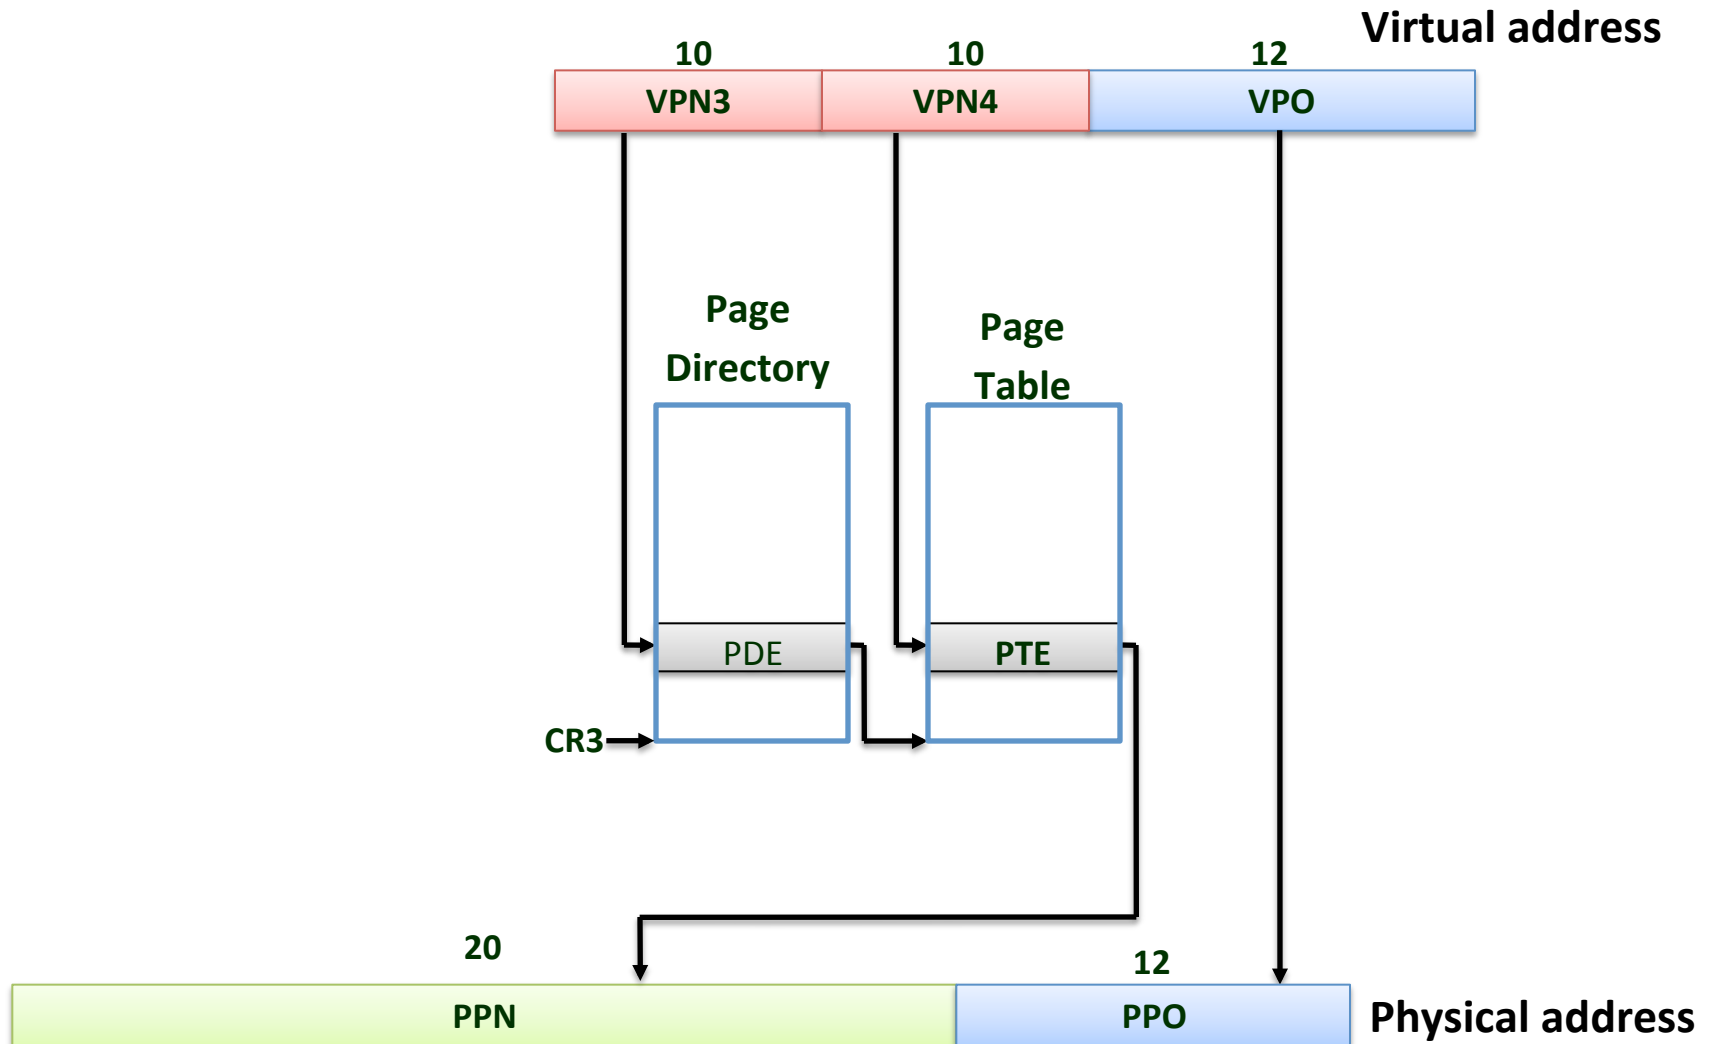 Virtual address
10 10 12
VPN3 VPN4 VPO
Page
Directory
Page
Table
PDE PTE
CR3
20 12
PPN PPO Physical address